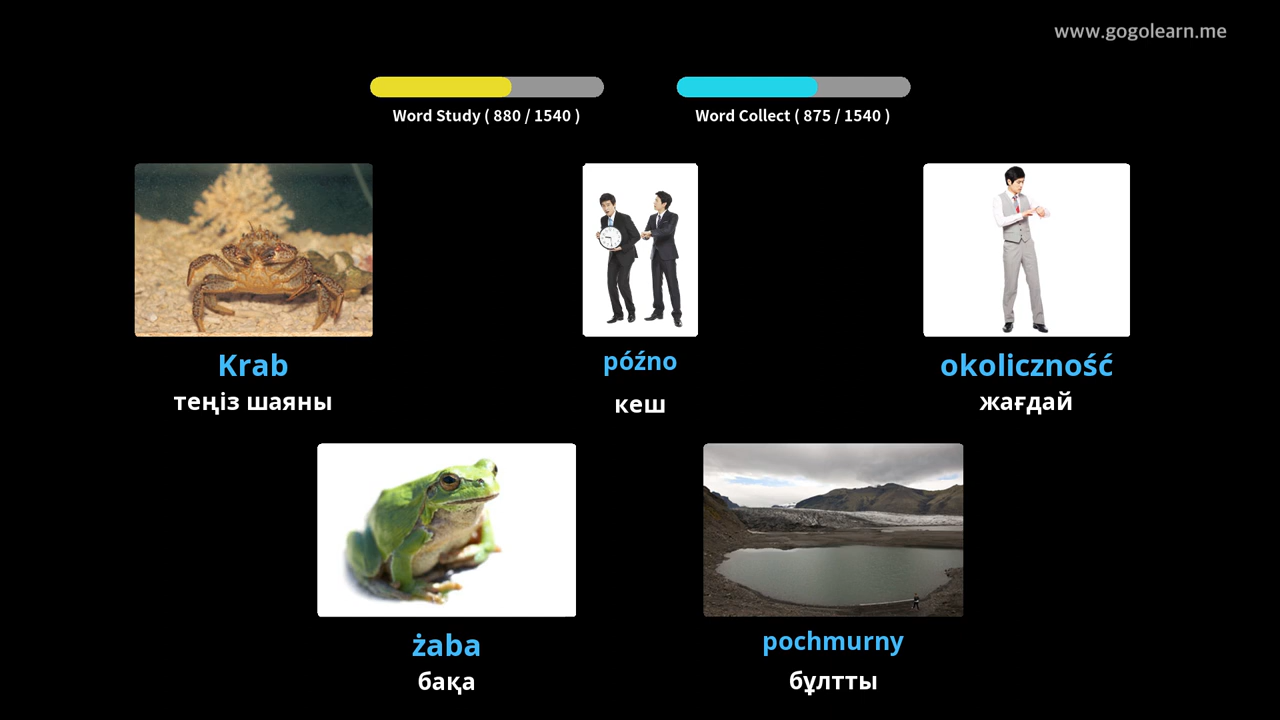 www.gogolearn.me
Word Study ( 880 / 1540 )
Word Collect ( 875 / 1540 )
Krab
теңіз шаяны
późno
кеш
okoliczność
жағдай
żaba
бақа
pochmurny
бұлтты